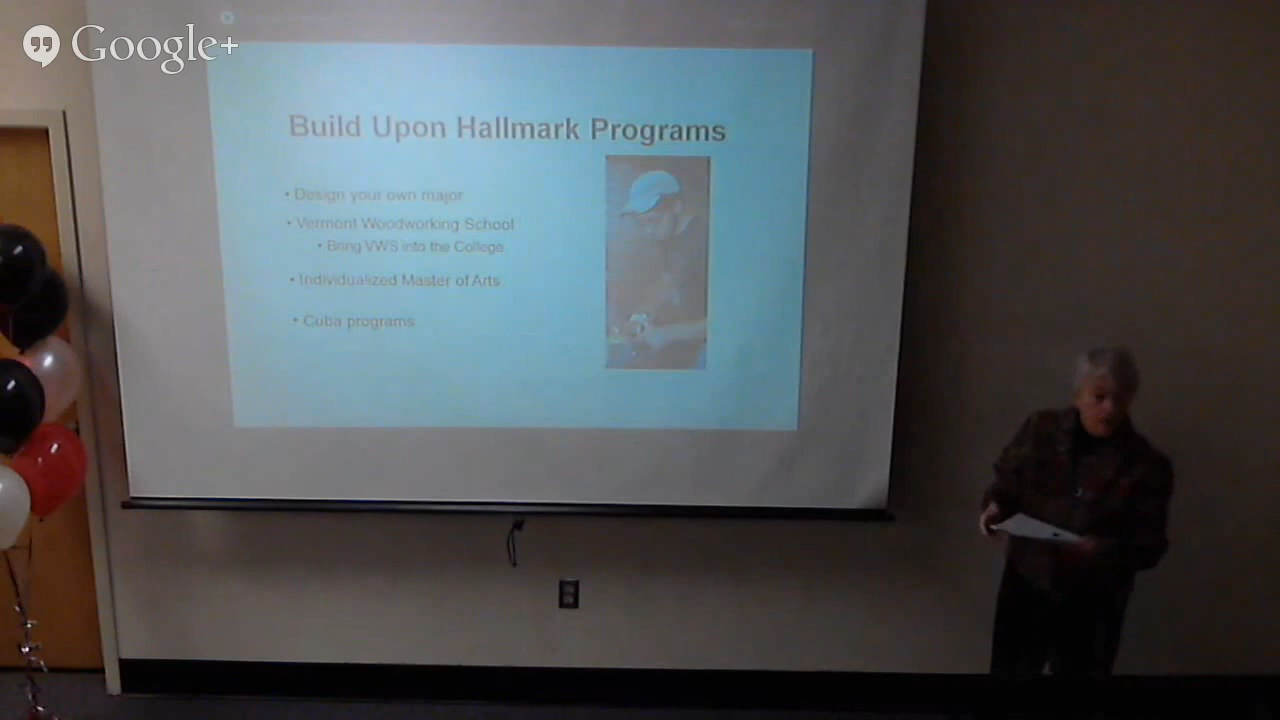 Google+
Build Upon Hallmark Programs
• Design your own major
• Vermont Woodworking School
• Bring VWS into the College
• Individualized Master of Arts
• Cuba programs